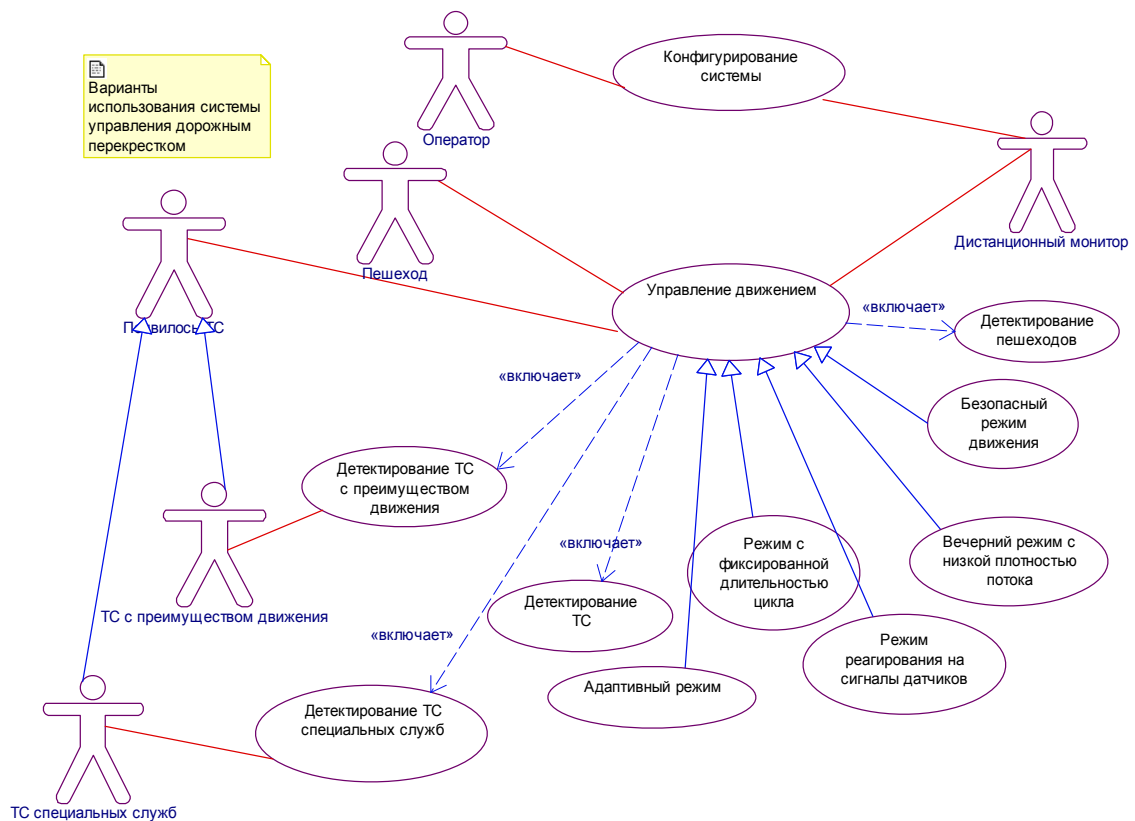 Варианты
использования системы
управления дорожным
перекрестком
Оператор
Конфигурирование
системы
Дистанционный монитор
Пешеход
ТС
Управление движением
«включает»
Детектирование
пешеходов
«включает»
Безопасный
режим
движения
Детектирование ТС
с преимуществом
движения
«включает»
Режим с
фиксированной
длительностью
цикла
Вечерний режим с
низкой плотностью
потока
ТС с преимуществом движения
Детектирование
ТС
«включает»
Режим
реагирования на
сигналы датчиков
Адаптивный режим
Детектирование ТС
специальных служб
ТС специальных служб